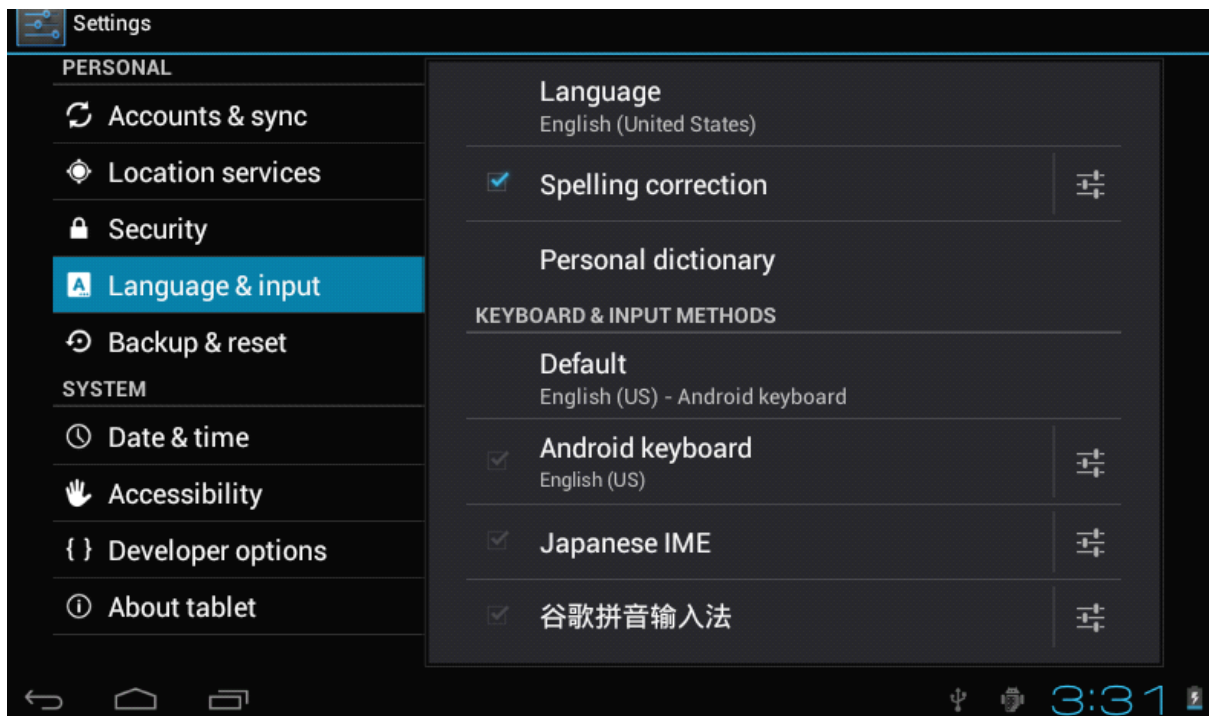 Settings
PERSONAL
Accounts & sync
Location services
Security
Language & input
Backup & reset
SYSTEM
Date & time
Accessibility
{ } Developer options
About tablet
Language
English (United States)
Spelling correction
Personal dictionary
KEYBOARD & INPUT METHODS
Default
English (US) - Android keyboard
Android keyboard
English (US)
Japanese IME
谷歌拼音输入法
3:31